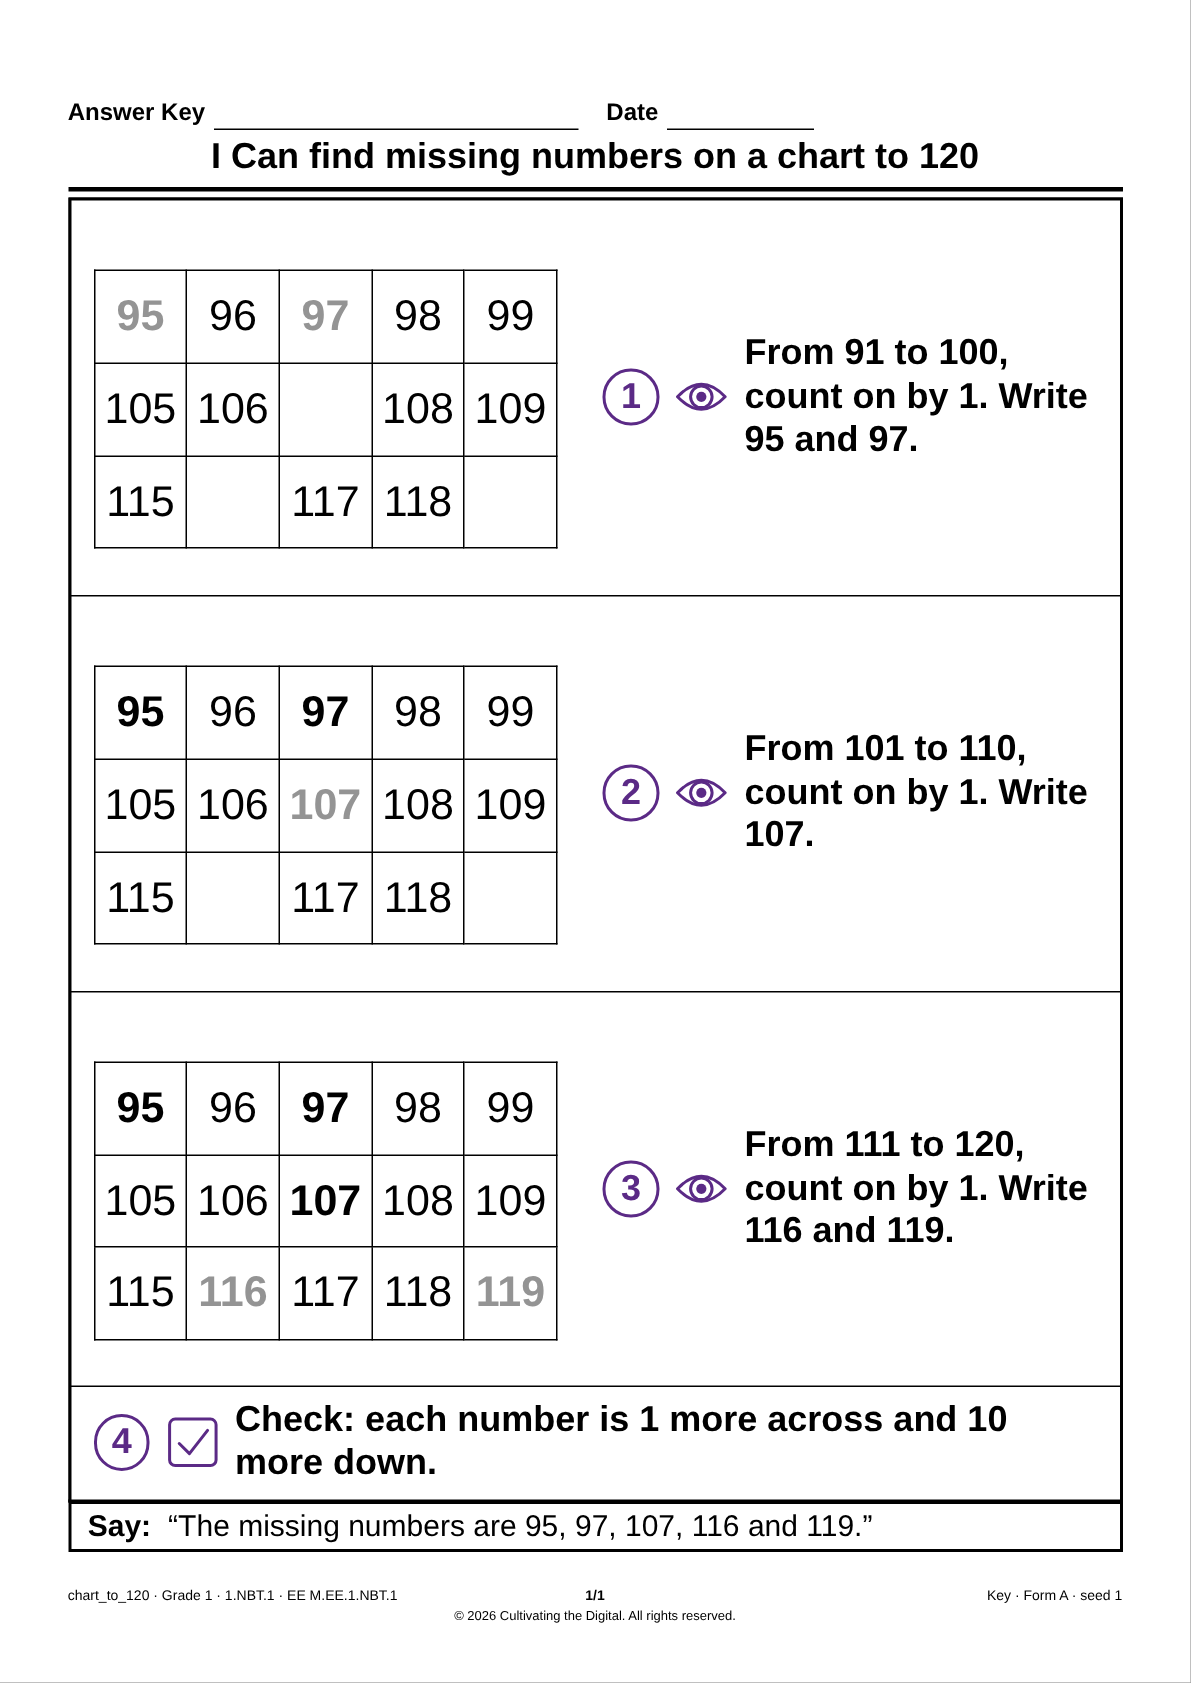 Answer Key Date
I Can find missing numbers on a chart to 120
95 96 97 98 99
105 106 108 109
115 117 118
1 From 91 to 100,
count on by 1. Write
95 and 97.
95 96 97 98 99
105 106 107 108 109
115 117 118
2 From 101 to 110,
count on by 1. Write
107.
95 96 97 98 99
105 106 107 108 109
115 116 117 118 119
3 From 111 to 120,
count on by 1. Write
116 and 119.
4 Check: each number is 1 more across and 10
more down.
Say: “The missing numbers are 95, 97, 107, 116 and 119.”
chart_to_120 · Grade 1 · 1.NBT.1 · EE M.EE.1.NBT.1 1/1 Key · Form A · seed 1
© 2026 Cultivating the Digital. All rights reserved.